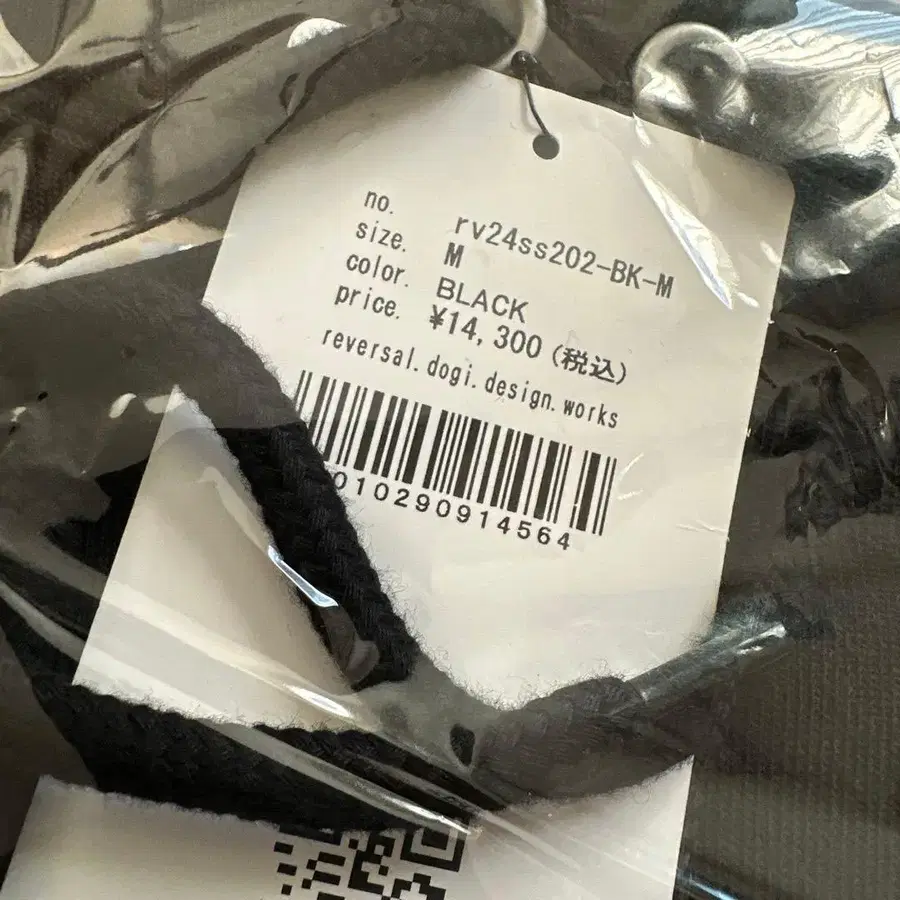 no. rv24ss202-BK-M
size. M
color. BLACK
price. ¥14,300(税込)
reversal.dogi.design.works
010290914564